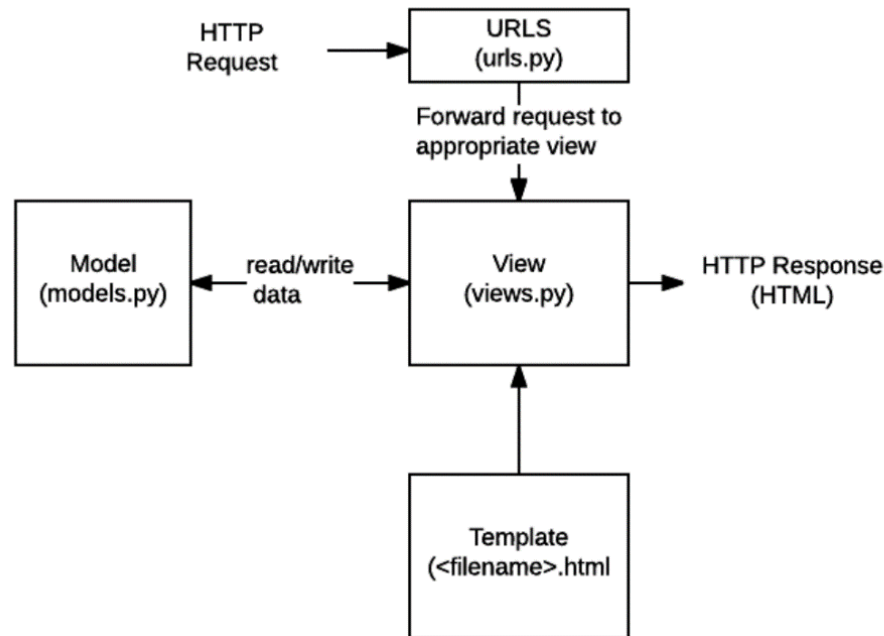 HTTP
Request
URLS
(urls.py)
Forward request to
appropriate view
Model
(models.py)
read/write
data
View
(views.py)
HTTP Response
(HTML)
Template
(<filename>.html